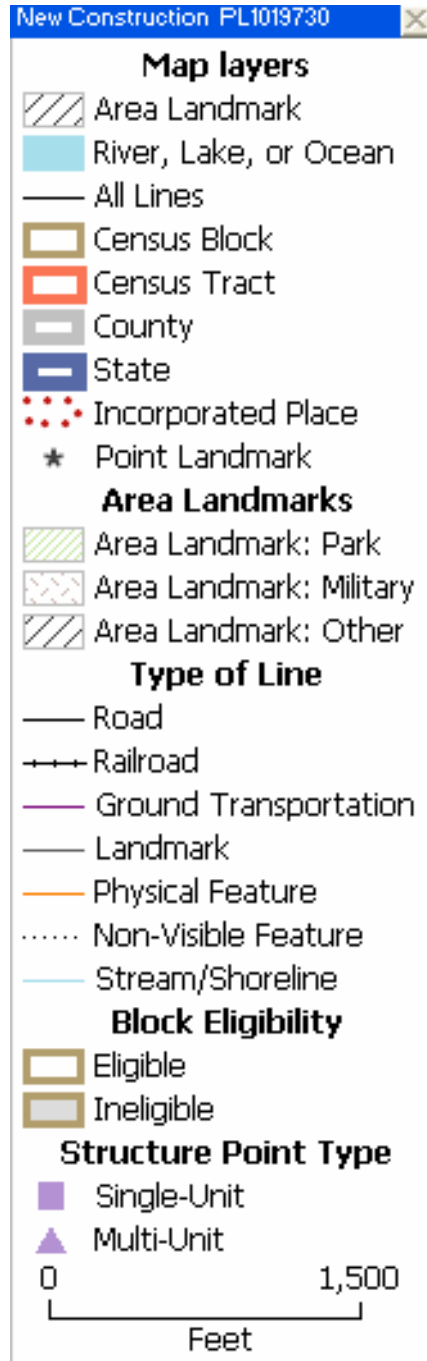 New Construction PL1019730
Map layers
Area Landmark
River, Lake, or Ocean
All Lines
Census Block
Census Tract
County
State
Incorporated Place
Point Landmark
Area Landmarks
Area Landmark: Park
Area Landmark: Military
Area Landmark: Other
Type of Line
Road
Railroad
Ground Transportation
Landmark
Physical Feature
Non-Visible Feature
Stream/Shoreline
Block Eligibility
Eligible
Ineligible
Structure Point Type
Single-Unit
Multi-Unit
0 1,500
Feet